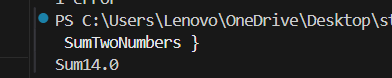 1 error
PS C:\Users\Lenovo\OneDrive\Desktop\st
SumTwoNumbers }
Sum14.0